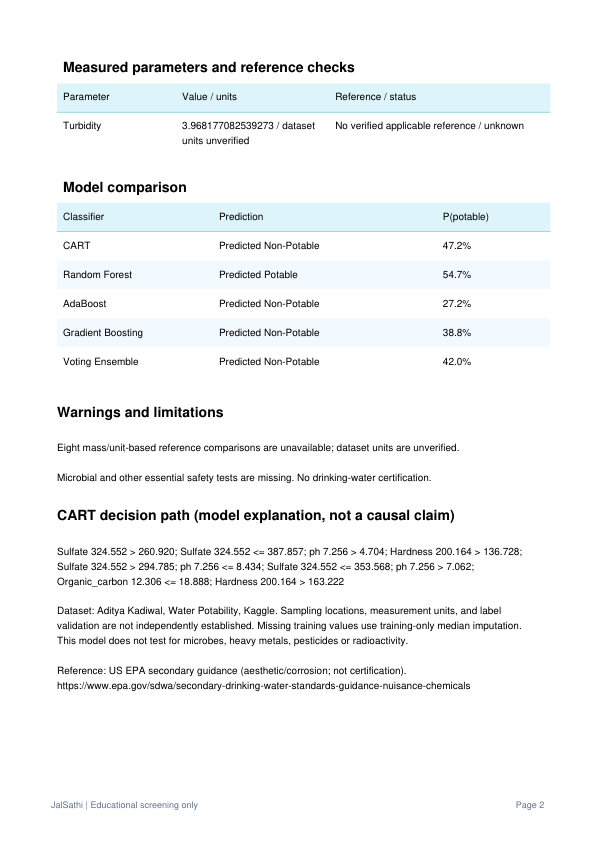 Measured parameters and reference checks
Parameter Value / units Reference / status
Turbidity 3.968177082539273 / dataset No verified applicable reference / unknown
units unverified
Model comparison
Classifier Prediction P(potable)
CART Predicted Non-Potable 47.2%
Random Forest Predicted Potable 54.7%
AdaBoost Predicted Non-Potable 27.2%
Gradient Boosting Predicted Non-Potable 38.8%
Voting Ensemble Predicted Non-Potable 42.0%
Warnings and limitations
Eight mass/unit-based reference comparisons are unavailable; dataset units are unverified.
Microbial and other essential safety tests are missing. No drinking-water certification.
CART decision path (model explanation, not a causal claim)
Sulfate 324.552 > 260.920; Sulfate 324.552 <= 387.857; ph 7.256 > 4.704; Hardness 200.164 > 136.728;
Sulfate 324.552 > 294.785; ph 7.256 <= 8.434; Sulfate 324.552 <= 353.568; ph 7.256 > 7.062;
Organic_carbon 12.306 <= 18.888; Hardness 200.164 > 163.222
Dataset: Aditya Kadiwal, Water Potability, Kaggle. Sampling locations, measurement units, and label
validation are not independently established. Missing training values use training-only median imputation.
This model does not test for microbes, heavy metals, pesticides or radioactivity.
Reference: US EPA secondary guidance (aesthetic/corrosion; not certification).
https://www.epa.gov/sdwa/secondary-drinking-water-standards-guidance-nuisance-chemicals
JalSathi | Educational screening only Page 2